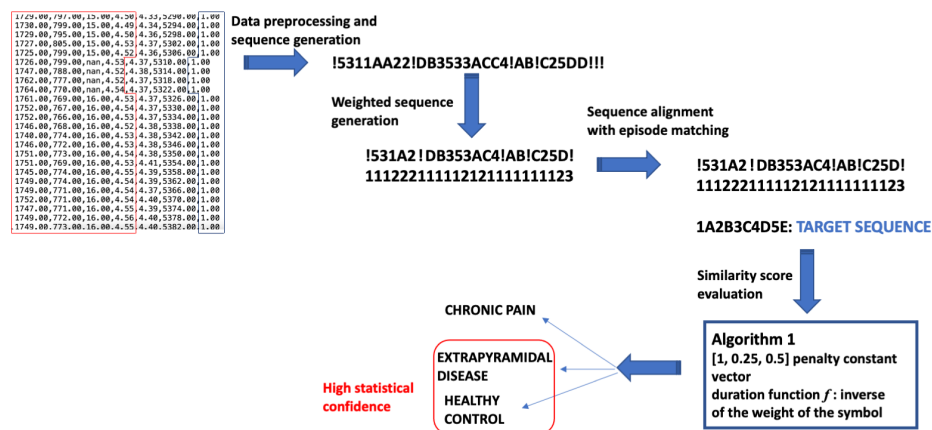 1729.00,797.00,15.00,4.50,4.33,5290.00,1.00
1730.00,799.00,15.00,4.49,4.34,5294.00,1.00
1729.00,795.00,15.00,4.50,4.36,5298.00,1.00
1727.00,805.00,15.00,4.53,4.37,5302.00,1.00
1725.00,799.00,15.00,4.52,4.36,5306.00,1.00
1726.00,799.00,nan,4.53,4.37,5310.00,1.00
1747.00,788.00,nan,4.52,4.38,5314.00,1.00
1762.00,777.00,nan,4.52,4.37,5318.00,1.00
1764.00,770.00,nan,4.54,4.37,5322.00,1.00
1761.00,769.00,16.00,4.53,4.37,5326.00,1.00
1752.00,767.00,16.00,4.54,4.37,5330.00,1.00
1752.00,766.00,16.00,4.53,4.37,5334.00,1.00
1746.00,768.00,16.00,4.52,4.38,5338.00,1.00
1740.00,774.00,16.00,4.53,4.38,5342.00,1.00
1746.00,772.00,16.00,4.53,4.38,5346.00,1.00
1751.00,773.00,16.00,4.54,4.38,5350.00,1.00
1751.00,769.00,16.00,4.53,4.41,5354.00,1.00
1745.00,774.00,16.00,4.55,4.39,5358.00,1.00
1749.00,774.00,16.00,4.54,4.39,5362.00,1.00
1749.00,771.00,16.00,4.54,4.37,5366.00,1.00
1752.00,771.00,16.00,4.54,4.40,5370.00,1.00
1747.00,771.00,16.00,4.55,4.39,5374.00,1.00
1749.00,772.00,16.00,4.56,4.40,5378.00,1.00
1749.00,773.00,16.00,4.55,4.40,5382.00,1.00
Data preprocessing and
sequence generation
!5311AA22!DB3533ACC4!AB!C25DD!!!
Weighted sequence
generation
!531A2!DB353AC4!AB!C25D!
111222111112121111111123
Sequence alignment
with episode matching
!531A2!DB353AC4!AB!C25D!
111222111112121111111123
1A2B3C4D5E: TARGET SEQUENCE
Similarity score
evaluation
Algorithm 1
[1, 0.25, 0.5] penalty constant
vector
duration function f : inverse
of the weight of the symbol
CHRONIC PAIN
EXTRAPYRAMIDAL
DISEASE
HEALTHY
CONTROL
High statistical
confidence